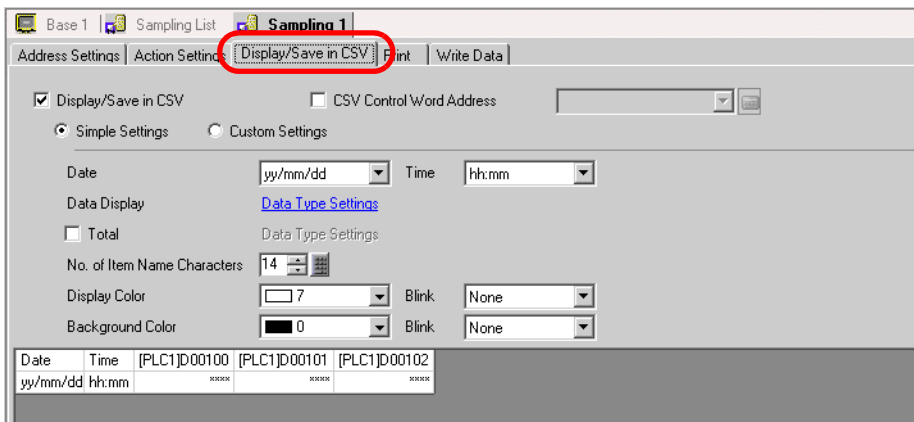 Base 1 Sampling List Sampling 1
Address Settings Action Settings Display/Save in CSV Print Write Data
Display/Save in CSV CSV Control Word Address
Simple Settings Custom Settings
Date yy/mm/dd Time hh:mm
Data Display Data Type Settings
Total Data Type Settings
No. of Item Name Characters 14
Display Color 7 Blink None
Background Color 0 Blink None
Date Time [PLC1]D00100 [PLC1]D00101 [PLC1]D00102
yy/mm/dd hh:mm **** **** ****